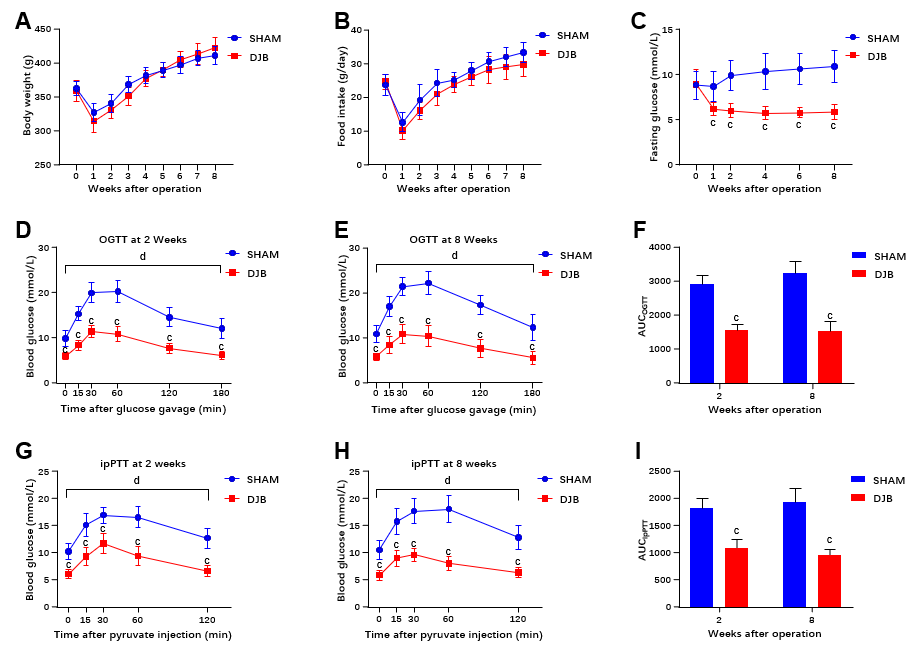 A
Body weight (g)
450
400
350
300
250
0 1 2 3 4 5 6 7 8
Weeks after operation
SHAM
DJB
B
Food intake (g/day)
40
30
20
10
0
0 1 2 3 4 5 6 7 8
Weeks after operation
SHAM
DJB
C
Fasting glucose (mmol/L)
15
10
5
0
c c c c c
0 1 2 4 6 8
Weeks after operation
SHAM
DJB
D
OGTT at 2 Weeks
Blood glucose (mmol/L)
30
20
10
0
d
c c c c c c
0 15 30 60 120 180
Time after glucose gavage (min)
SHAM
DJB
E
OGTT at 8 Weeks
Blood glucose (mmol/L)
30
20
10
0
d
c c c c c c
0 15 30 60 120 180
Time after glucose gavage (min)
SHAM
DJB
F
AUCOGTT
4000
3000
2000
1000
0
c c
2 8
Weeks after operation
SHAM
DJB
G
ipPTT at 2 weeks
Blood glucose (mmol/L)
25
20
15
10
5
0
d
c c c c c
0 15 30 60 120
Time after pyruvate injection (min)
SHAM
DJB
H
ipPTT at 8 weeks
Blood glucose (mmol/L)
25
20
15
10
5
0
d
c c c c c
0 15 30 60 120
Time after pyruvate injection (min)
SHAM
DJB
I
AUCipPTT
2500
2000
1500
1000
500
0
c c
2 8
Weeks after operation
SHAM
DJB